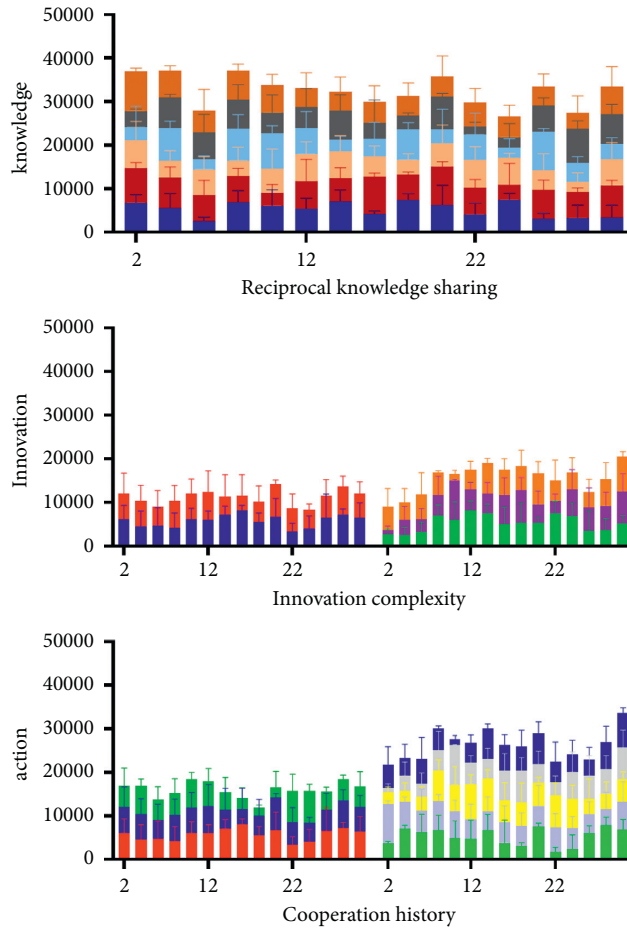 50000
40000
30000
20000
10000
0
knowledge
2 12 22
Reciprocal knowledge sharing
50000
40000
30000
20000
10000
0
Innovation
2 12 22 2 12 22
Innovation complexity
50000
40000
30000
20000
10000
0
action
2 12 22 2 12 22
Cooperation history